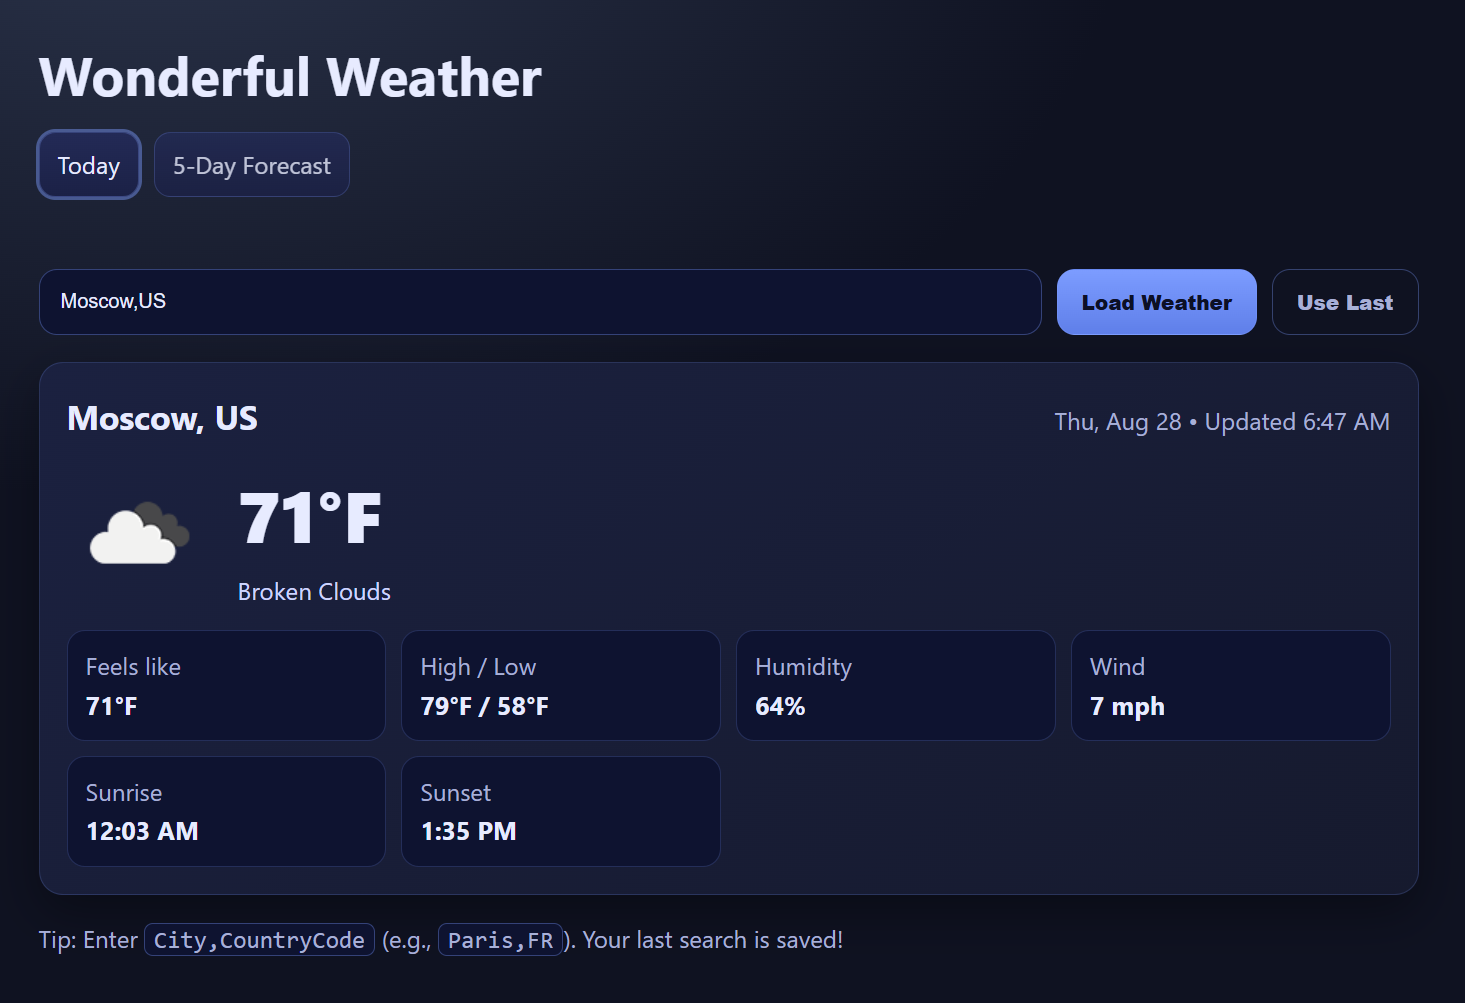 Wonderful Weather
Today
5-Day Forecast
Moscow,US
Load Weather
Use Last
Moscow, US
Thu, Aug 28 • Updated 6:47 AM
71°F
Broken Clouds
Feels like
71°F
High / Low
79°F / 58°F
Humidity
64%
Wind
7 mph
Sunrise
12:03 AM
Sunset
1:35 PM
Tip: Enter City,CountryCode (e.g., Paris,FR). Your last search is saved!